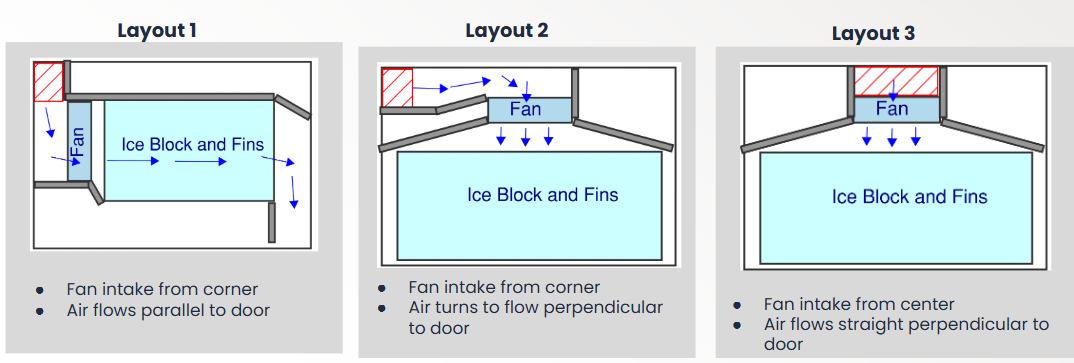 Layout 1
Fan
Ice Block and Fins
● Fan intake from corner
● Air flows parallel to door
Layout 2
Fan
Ice Block and Fins
● Fan intake from corner
● Air turns to flow perpendicular
to door
Layout 3
Fan
Ice Block and Fins
● Fan intake from center
● Air flows straight perpendicular to
door